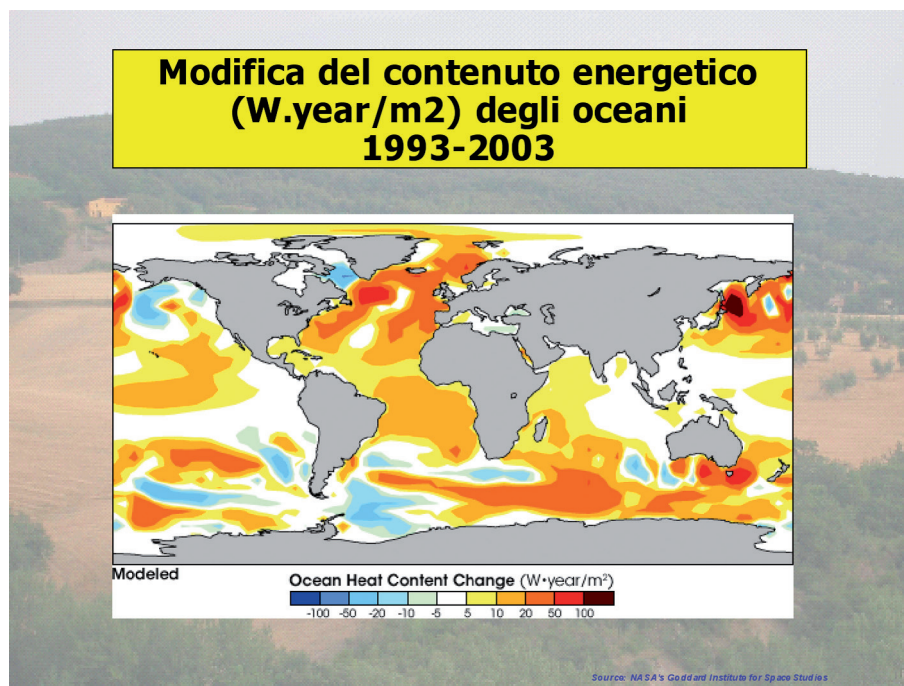 Modifica del contenuto energetico
(W.year/m2) degli oceani
1993-2003
Modeled
Ocean Heat Content Change (W•year/m²)
-100 -50 -20 -10 -5 5 10 20 50 100
Source: NASA's Goddard Institute for Space Studies